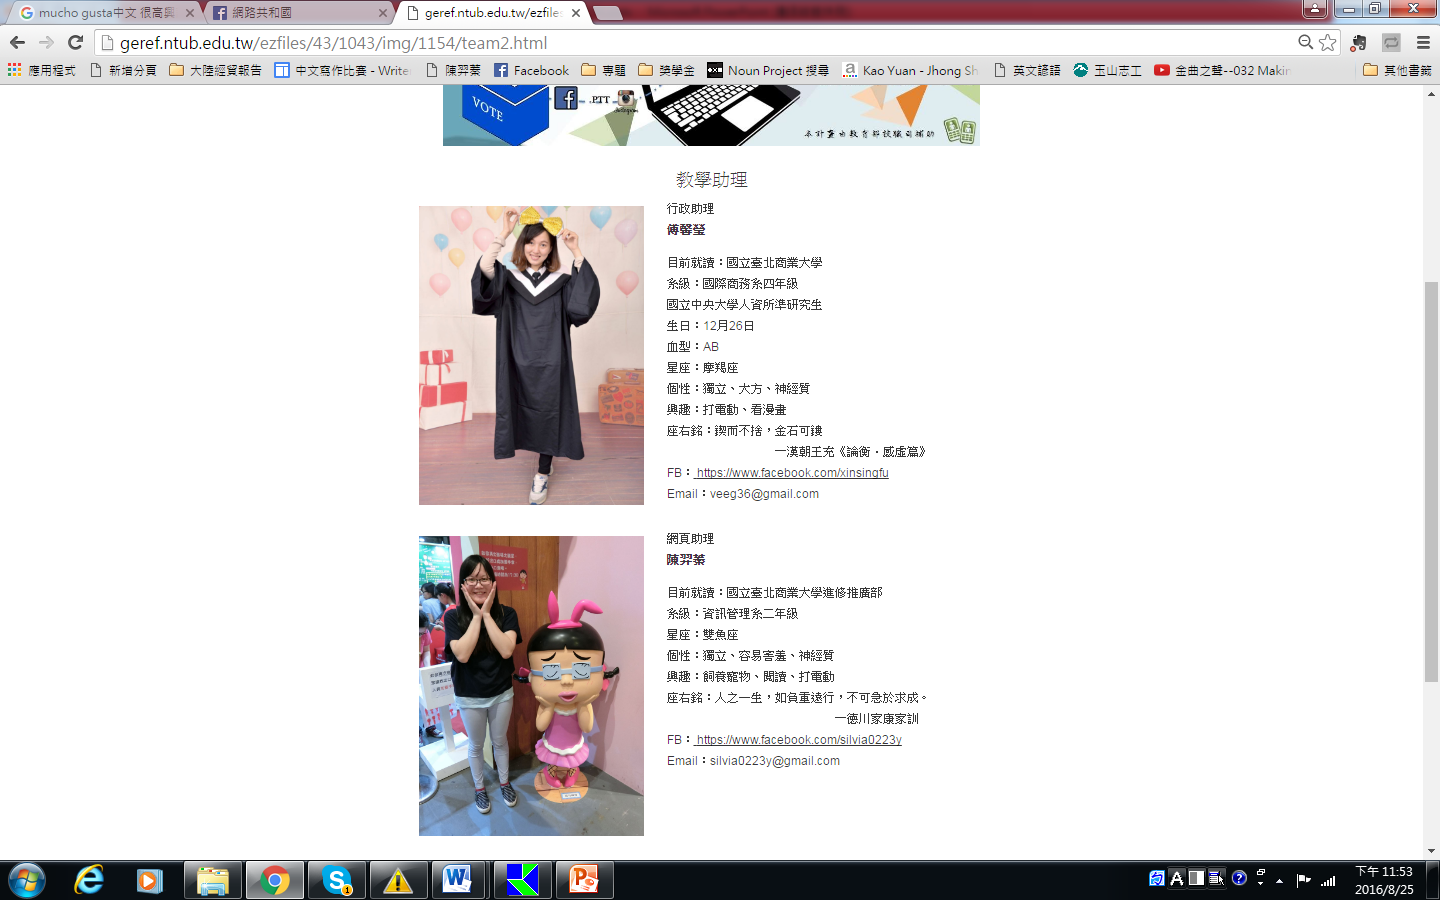 mucho gusta中文 很高興
網路共和國
geref.ntub.edu.tw/ezfiles
geref.ntub.edu.tw/ezfiles/43/1043/img/1154/team2.html
應用程式 新增分頁 大陸經貿報告 中文寫作比賽 - Write 陳羿蓁 Facebook 專題 獎學金 Noun Project 搜尋 Kao Yuan - Jhong Sh 英文諺語 玉山志工 金曲之聲--032 Makin 其他書籤
VOTE
PTT
本計畫由教育部設職司補助
教學助理
行政助理
傅馨瑩
目前就讀：國立臺北商業大學
系級：國際商務系四年級
國立中央大學人資所準研究生
生日：12月26日
血型：AB
星座：摩羯座
個性：獨立、大方、神經質
興趣：打電動、看漫畫
座右銘：鍥而不捨，金石可鏤
—漢朝王充《論衡．感虛篇》
FB： https://www.facebook.com/xinsingfu
Email：veeg36@gmail.com
網頁助理
陳羿蓁
目前就讀：國立臺北商業大學進修推廣部
系級：資訊管理系二年級
星座：雙魚座
個性：獨立、容易害羞、神經質
興趣：飼養寵物、閱讀、打電動
座右銘：人之一生，如負重遠行，不可急於求成。
—德川家康家訓
FB： https://www.facebook.com/silvia0223y
Email：silvia0223y@gmail.com
下午 11:53
2016/8/25